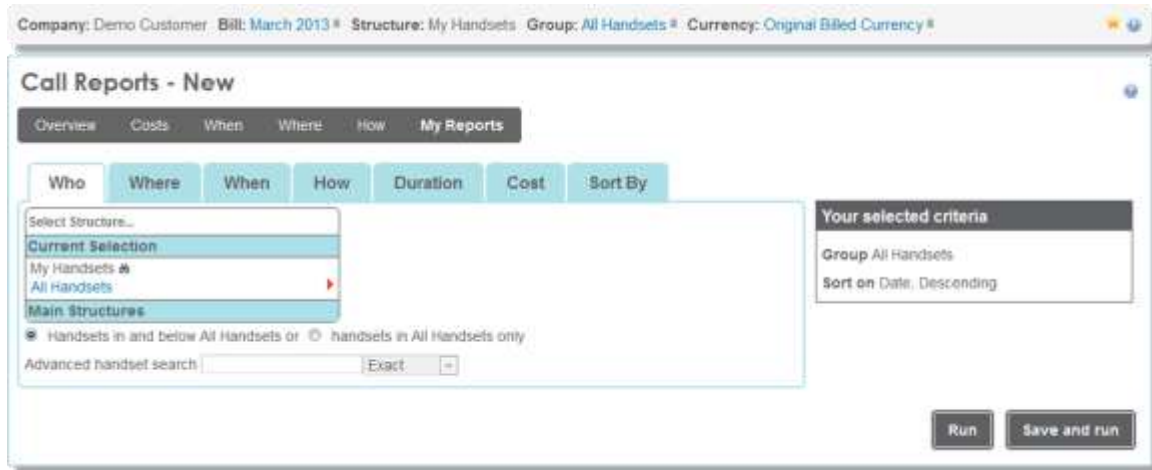 Company: Demo Customer Bill: March 2013 Structure: My Handsets Group: All Handsets Currency: Original Billed Currency
Call Reports - New
Overview Costs When Where How My Reports
Who Where When How Duration Cost Sort By
Select Structure...
Current Selection
My Handsets
All Handsets
Main Structures
Handsets in and below All Handsets or handsets in All Handsets only
Advanced handset search Exact
Your selected criteria
Group All Handsets
Sort on Date, Descending
Run Save and run